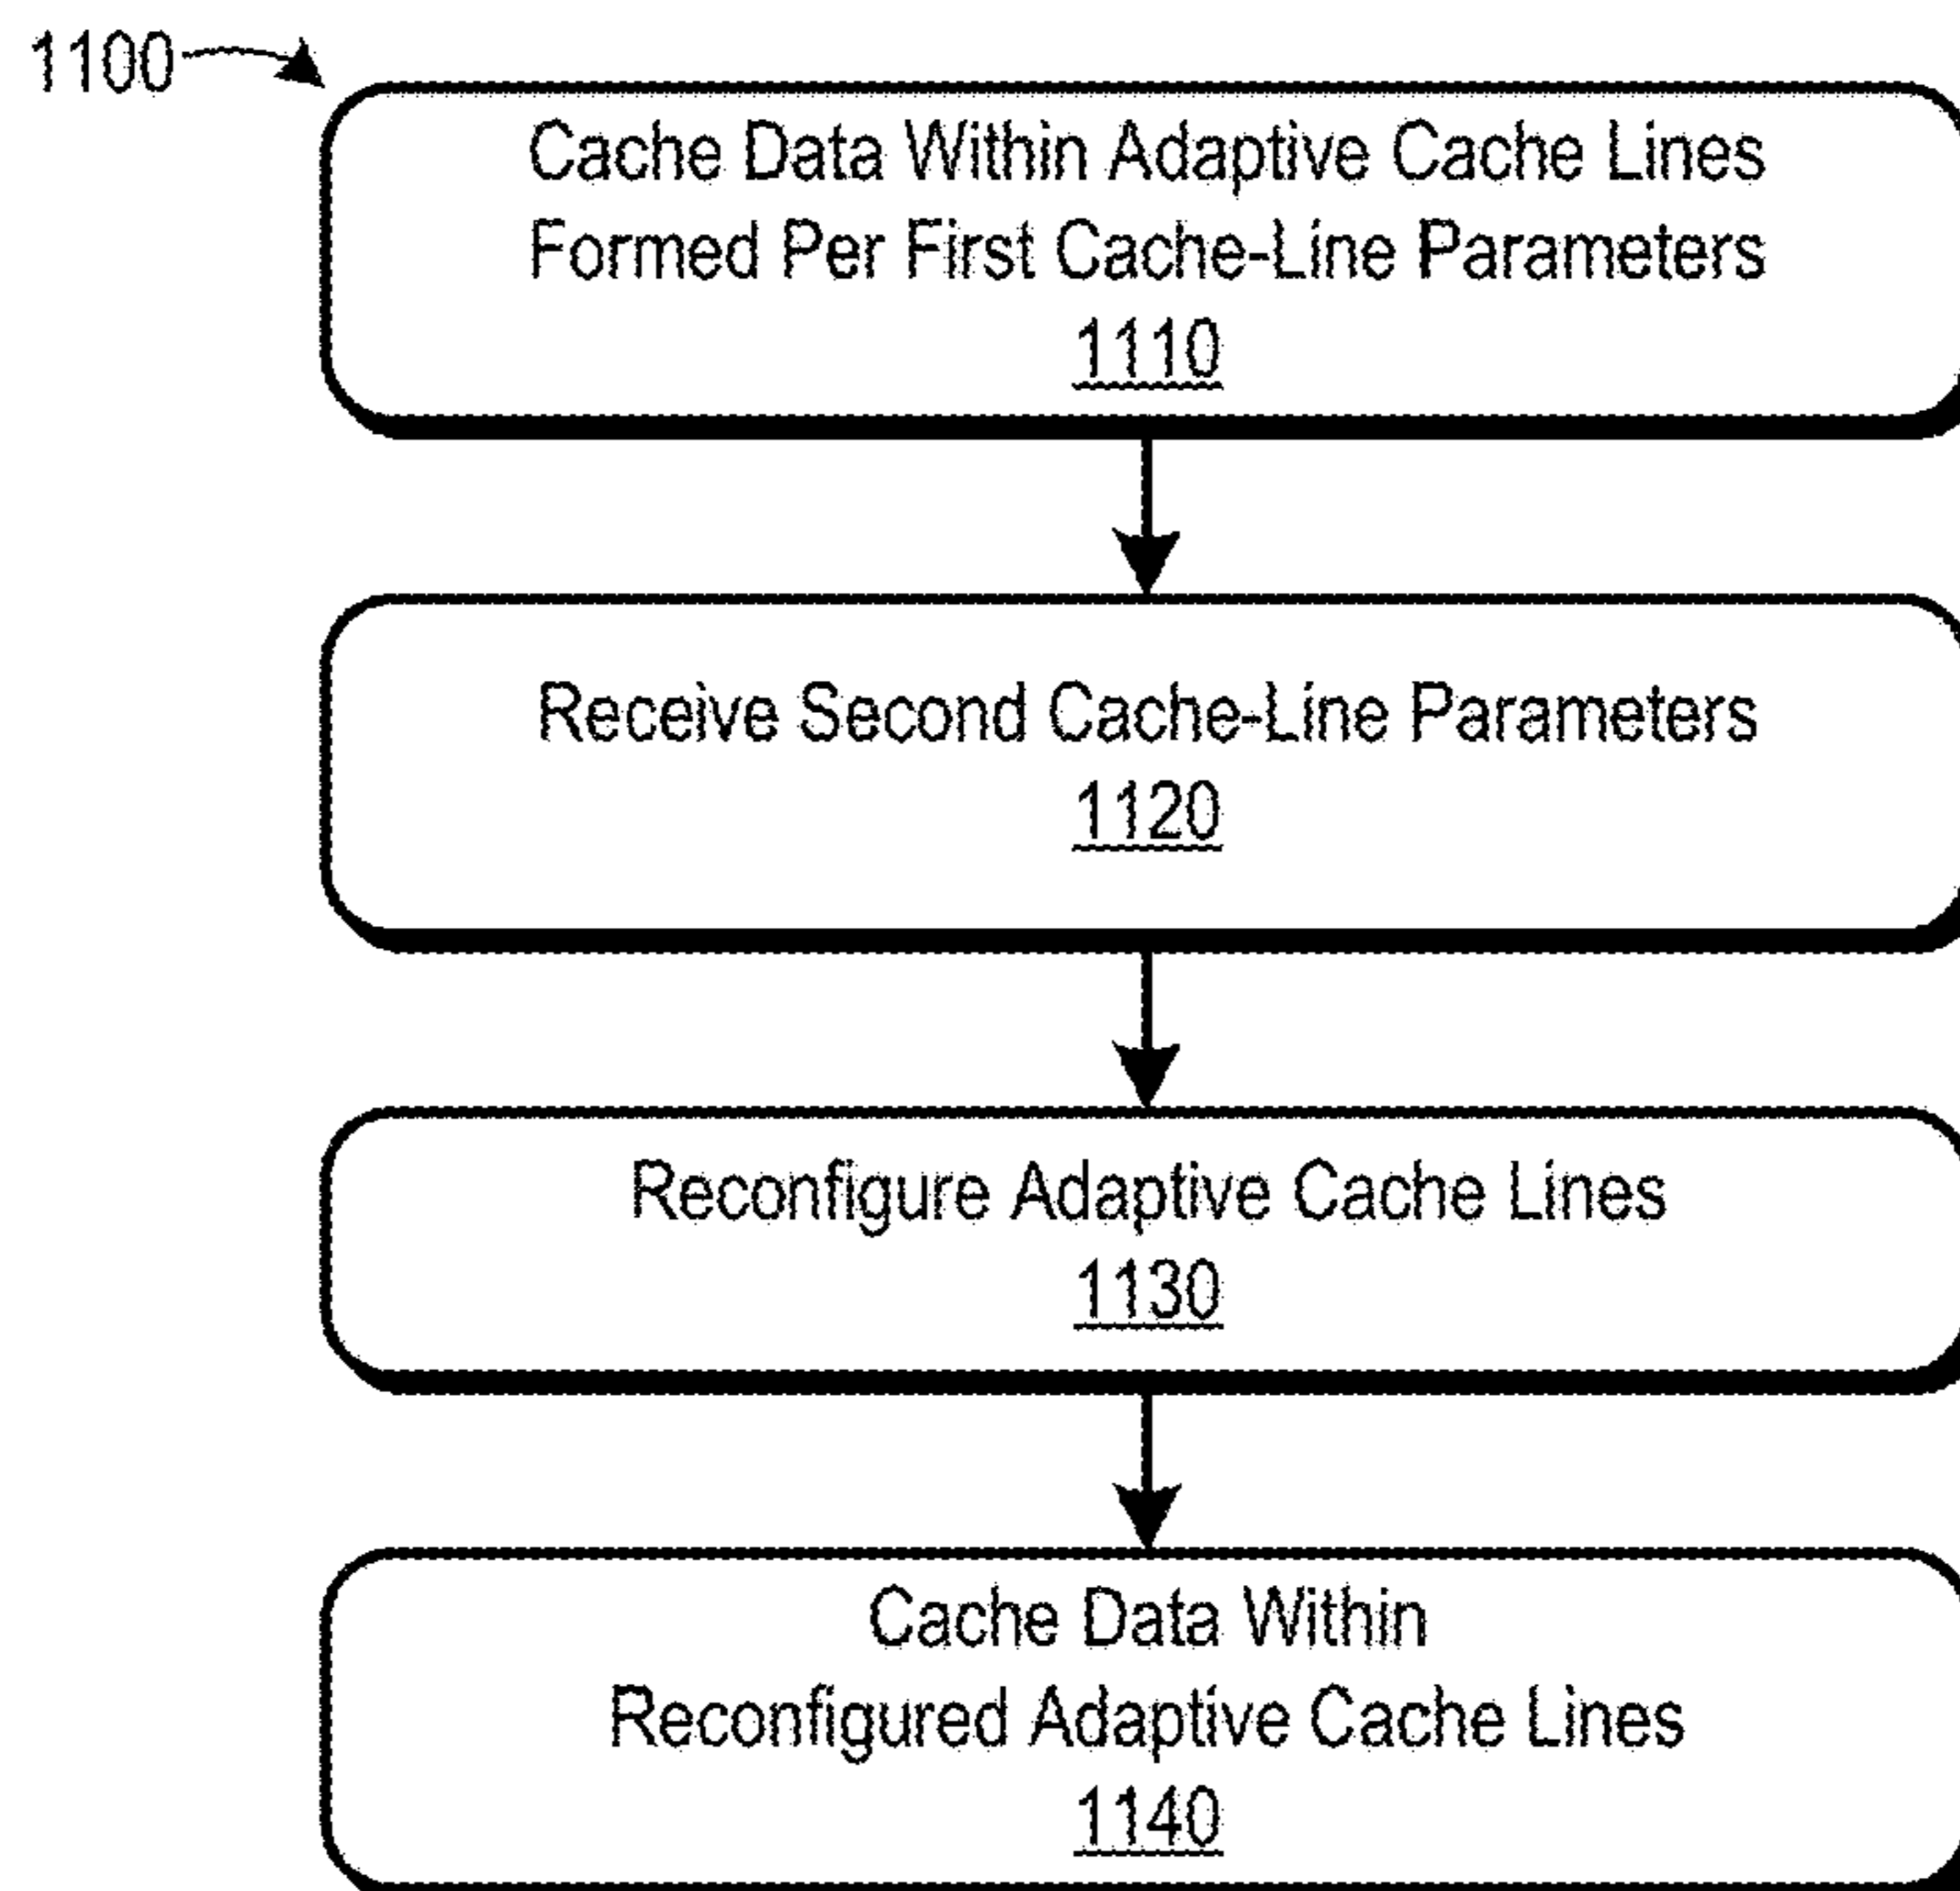 1100
Cache Data Within Adaptive Cache Lines
Formed Per First Cache-Line Parameters
1110
Receive Second Cache-Line Parameters
1120
Reconfigure Adaptive Cache Lines
1130
Cache Data Within
Reconfigured Adaptive Cache Lines
1140